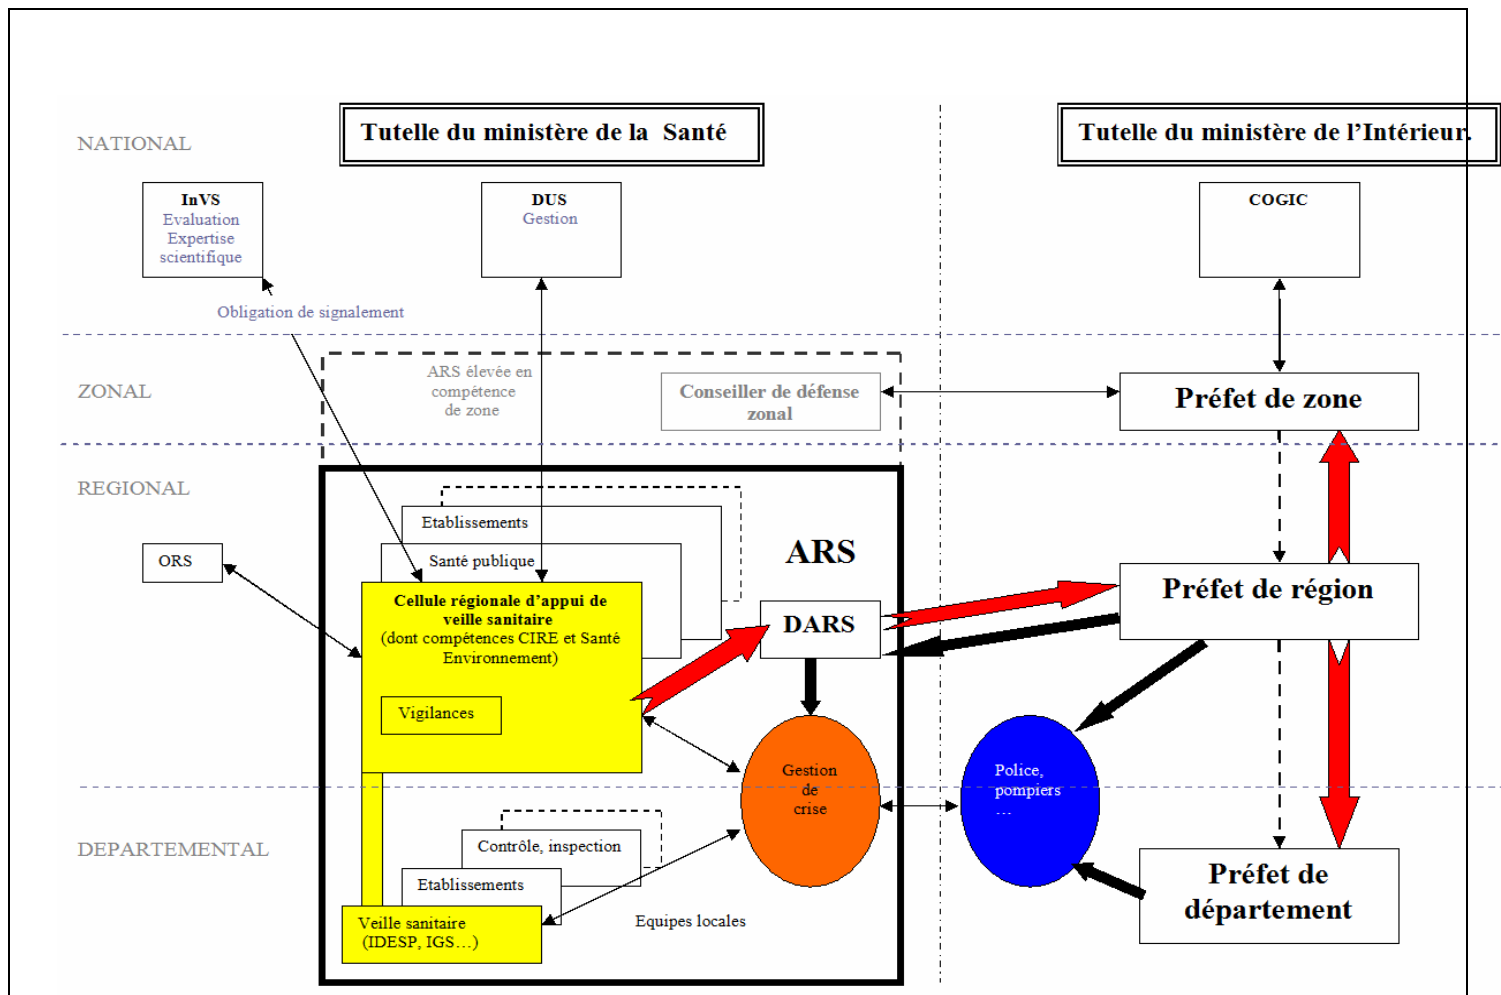 Tutelle du ministère de la Santé
Tutelle du ministère de l'Intérieur.
NATIONAL
InVS
Evaluation
Expertise
scientifique
DUS
Gestion
COGIC
Obligation de signalement
ZONAL
ARS élevée en
compétence
de zone
Conseiller de défense
zonal
Préfet de zone
REGIONAL
Etablissements
Santé publique
ORS
ARS
Cellule régionale d'appui de
veille sanitaire
(dont compétences CIRE et Santé
Environnement)
Vigilances
DARS
Préfet de région
Gestion
de
crise
Police,
pompiers
…
DEPARTEMENTAL
Contrôle, inspection
Etablissements
Veille sanitaire
(IDESP, IGS…)
Equipes locales
Préfet de
département